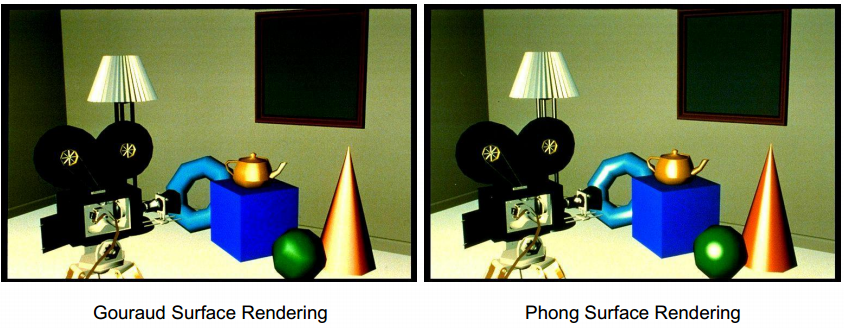 Gouraud Surface Rendering
Phong Surface Rendering